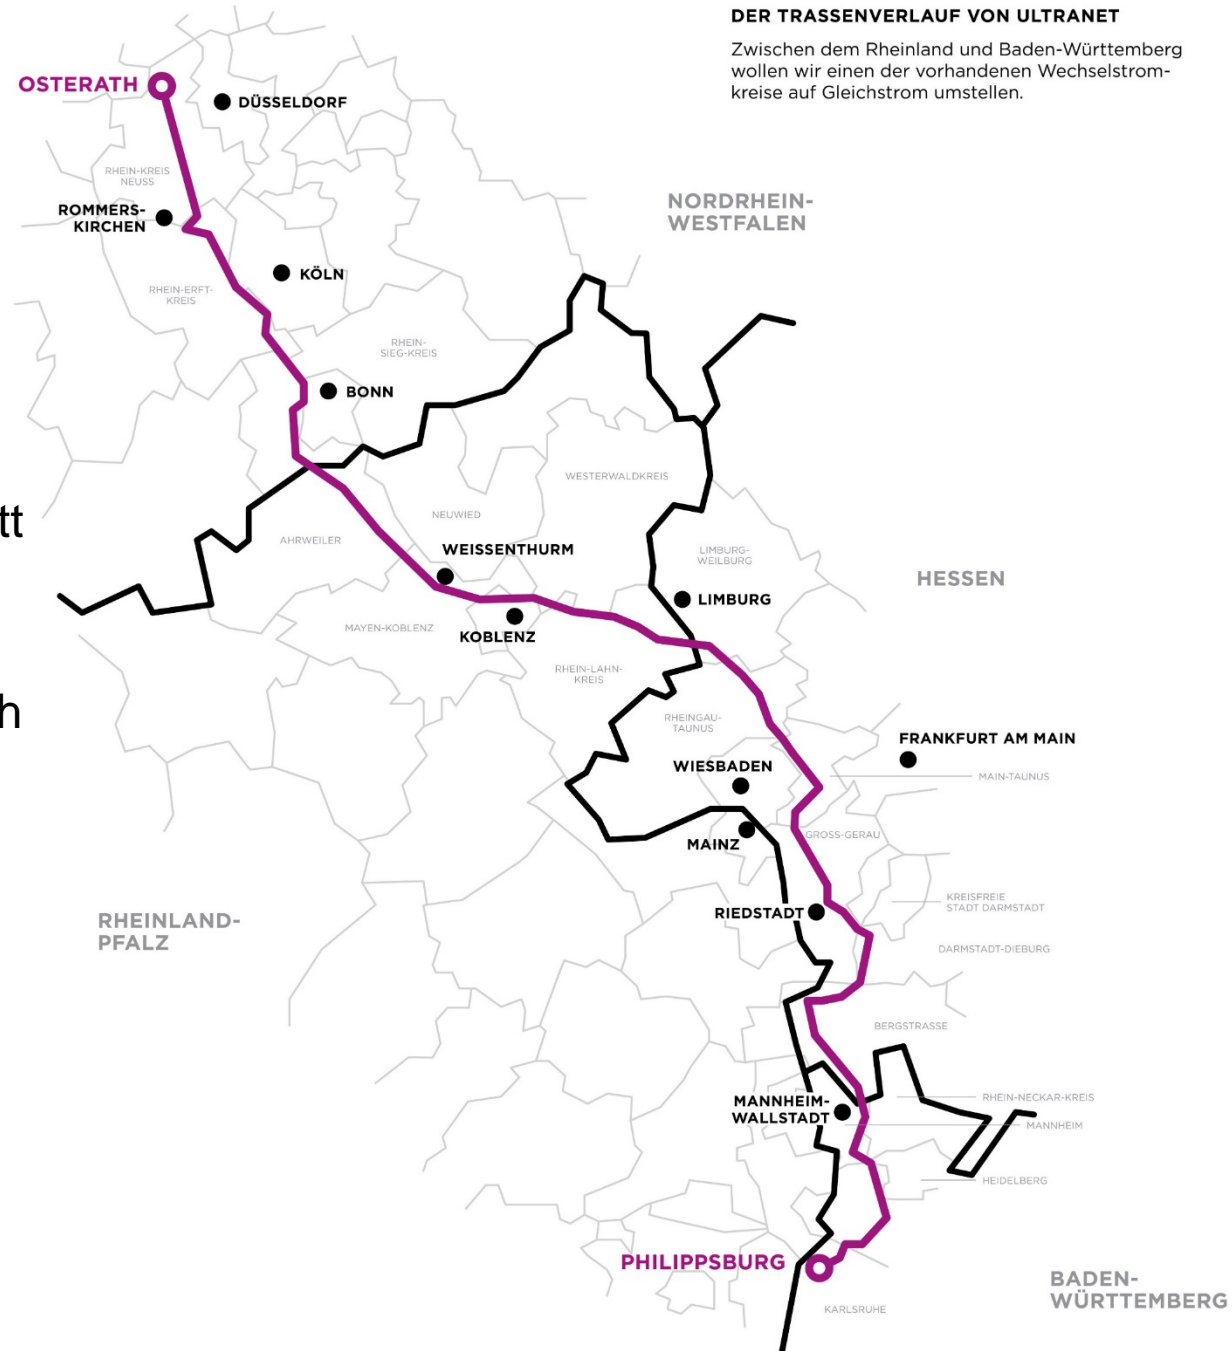 DER TRASSENVERLAUF VON ULTRANET
Zwischen dem Rheinland und Baden-Württemberg
wollen wir einen der vorhandenen Wechselstrom-
kreise auf Gleichstrom umstellen.
OSTERATH
DÜSSELDORF
RHEIN-KREIS
NEUSS
NORDRHEIN-
WESTFALEN
ROMMERS-
KIRCHEN
KÖLN
RHEIN-ERFT-
KREIS
RHEIN-
SIEG-KREIS
BONN
WESTERWALDKREIS
tt
NEUWIED
AHRWEILER
WEISSENTHURM
LIMBURG-
WEILBURG
HESSEN
LIMBURG
MAYEN-KOBLENZ
KOBLENZ
RHEIN-LAHN-
KREIS
h
RHEINGAU-
TAUNUS
FRANKFURT AM MAIN
WIESBADEN
MAIN-TAUNUS
MAINZ
GROSS-GERAU
KREISFREIE
STADT DARMSTADT
RIEDSTADT
RHEINLAND-
PFALZ
DARMSTADT-DIEBURG
BERGSTRASSE
MANNHEIM-
WALLSTADT
RHEIN-NECKAR-KREIS
MANNHEIM
HEIDELBERG
PHILIPPSBURG
BADEN-
WÜRTTEMBERG
KARLSRUHE